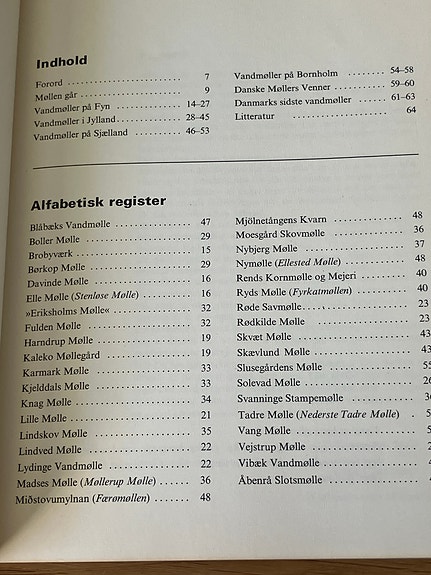 Indhold
Forord 7
Møllen går 9
Vandmøller på Fyn 14–27
Vandmøller i Jylland 28–45
Vandmøller på Sjælland 46–53
Vandmøller på Bornholm 54–58
Danske Møllers Venner 59–60
Danmarks sidste vandmøller 61–63
Litteratur 64
Alfabetisk register
Blåbæks Vandmølle 47
Boller Mølle 29
Brobyværk 15
Børkop Mølle 29
Davinde Mølle 16
Elle Mølle (Stenløse Mølle) 16
»Eriksholms Mølle« 32
Fulden Mølle 32
Harndrup Mølle 19
Kaleko Møllegård 19
Karmark Mølle 33
Kjelddals Mølle 33
Knag Mølle 34
Lille Mølle 21
Lindskov Mølle 35
Lindved Mølle 22
Lydinge Vandmølle 22
Madses Mølle (Møllerup Mølle) 36
Miðstovumylnan (Færømøllen) 48
Mjölnetångens Kvarn 48
Moesgård Skovmølle 36
Nybjerg Mølle 37
Nymølle (Ellested Mølle) 48
Rends Kornmølle og Mejeri 40
Ryds Mølle (Fyrkatmøllen) 40
Røde Savmølle 23
Rødkilde Mølle 23
Skvæt Mølle 43
Skævlund Mølle 43
Slusegårdens Mølle 55
Solevad Mølle
Svanninge Stampemølle
Tadre Mølle (Nederste Tadre Mølle)
Vang Mølle
Vejstrup Mølle
Vibæk Vandmølle
Åbenrå Slotsmølle